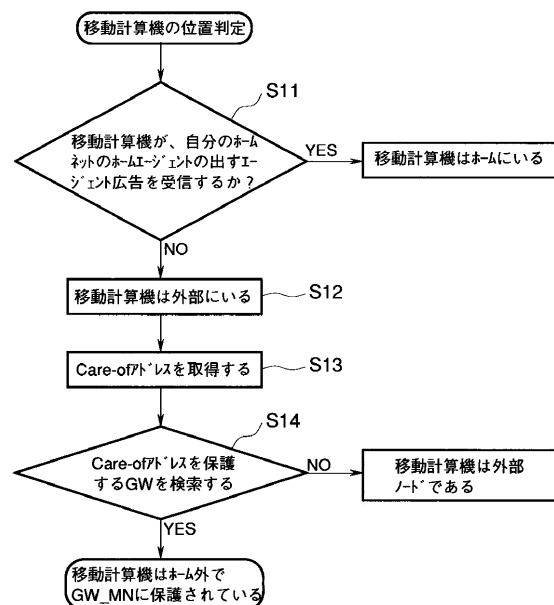 移動計算機の位置判定
S11
移動計算機が、自分のホーム
ネットのホームエージェントの出すエー
ジェント広告を受信するか?
YES
移動計算機はホームにいる
NO
移動計算機は外部にいる
S12
Care-ofアドレスを取得する
S13
S14
Care-ofアドレスを保護
するGWを検索する
NO
移動計算機は外部
ノードである
YES
移動計算機はホーム外で
GW_MNに保護されている